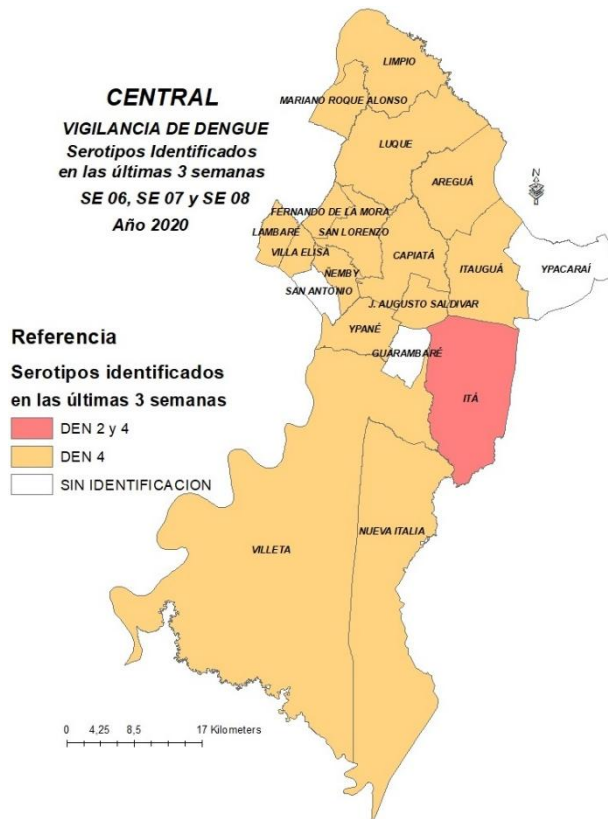 CENTRAL
VIGILANCIA DE DENGUE
Serotipos Identificados
en las últimas 3 semanas
SE 06, SE 07 y SE 08
Año 2020
LIMPIO
MARIANO ROQUE ALONSO
LUQUE
AREGUÁ
N
FERNANDO DE LA MORA
LAMBARÉ
SAN LORENZO
VILLA ELISA
CAPIATÁ
ITAUGUÁ
YPACARAÍ
ÑEMBY
SAN ANTONIO
J. AUGUSTO SALDIVAR
YPANÉ
GUARAMBARÉ
ITÁ
Referencia
Serotipos identificados
en las últimas 3 semanas
DEN 2 y 4
DEN 4
SIN IDENTIFICACION
NUEVA ITALIA
VILLETA
0 4,25 8,5 17 Kilometers